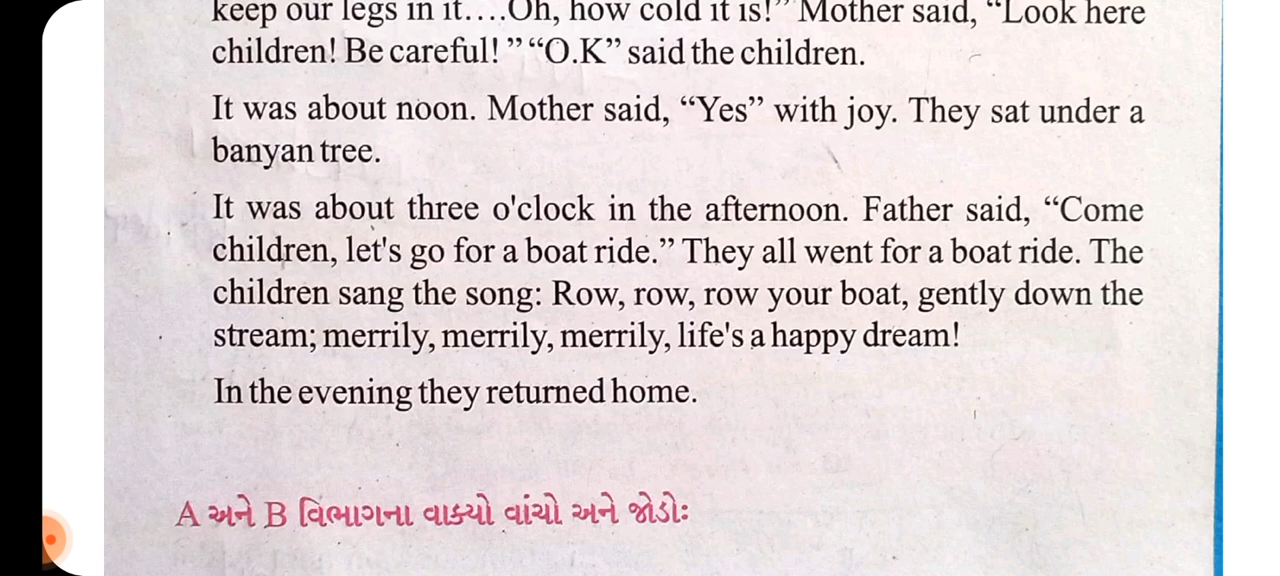 keep our legs in it....Oh, how cold it is!” Mother said, “Look here
children! Be careful! ” “O.K” said the children.
It was about noon. Mother said, “Yes” with joy. They sat under a
banyan tree.
It was about three o'clock in the afternoon. Father said, “Come
children, let's go for a boat ride.” They all went for a boat ride. The
children sang the song: Row, row, row your boat, gently down the
stream; merrily, merrily, merrily, life's a happy dream!
In the evening they returned home.
A અને B વિભાગના વાક્યો વાંચો અને જોડોઃ